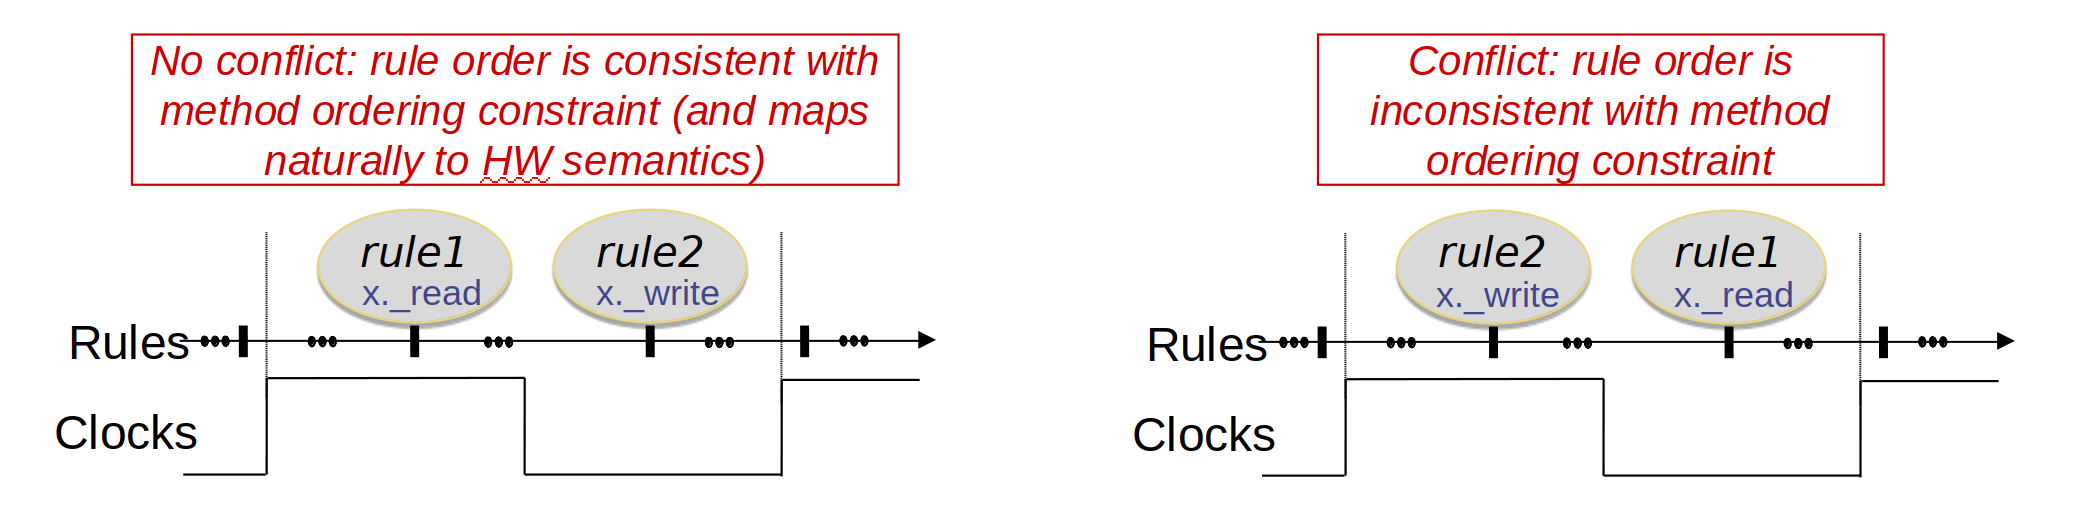 No conflict: rule order is consistent with
method ordering constraint (and maps
naturally to HW semantics)
rule1
x._read
rule2
x._write
Rules
Clocks
Conflict: rule order is
inconsistent with method
ordering constraint
rule2
x._write
rule1
x._read
Rules
Clocks